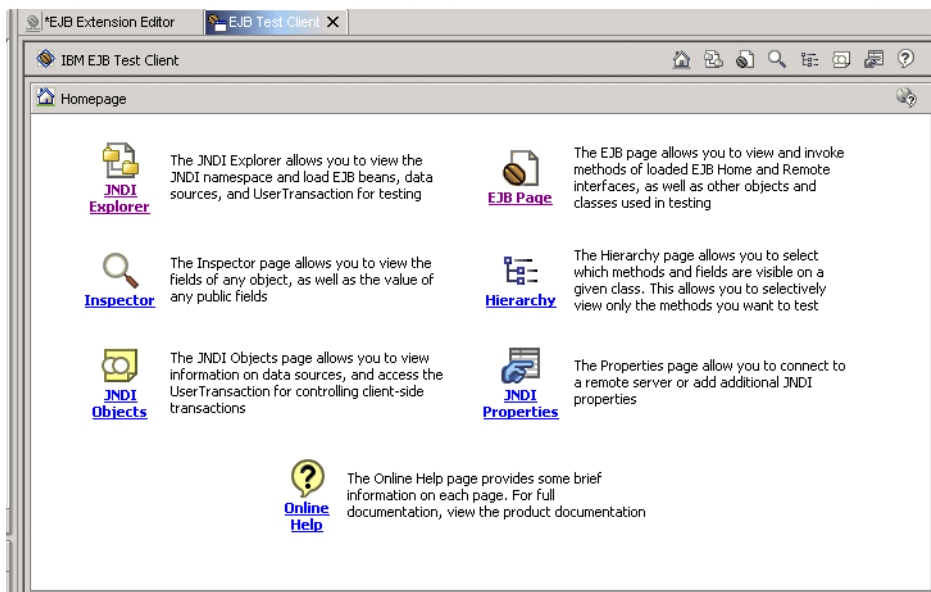 *EJB Extension Editor EJB Test Client
IBM EJB Test Client
Homepage
JNDI
Explorer
The JNDI Explorer allows you to view the
JNDI namespace and load EJB beans, data
sources, and UserTransaction for testing
EJB Page
The EJB page allows you to view and invoke
methods of loaded EJB Home and Remote
interfaces, as well as other objects and
classes used in testing
Inspector
The Inspector page allows you to view the
fields of any object, as well as the value of
any public fields
Hierarchy
The Hierarchy page allows you to select
which methods and fields are visible on a
given class. This allows you to selectively
view only the methods you want to test
JNDI
Objects
The JNDI Objects page allows you to view
information on data sources, and access the
UserTransaction for controlling client-side
transactions
JNDI
Properties
The Properties page allow you to connect to
a remote server or add additional JNDI
properties
Online
Help
The Online Help page provides some brief
information on each page. For full
documentation, view the product documentation